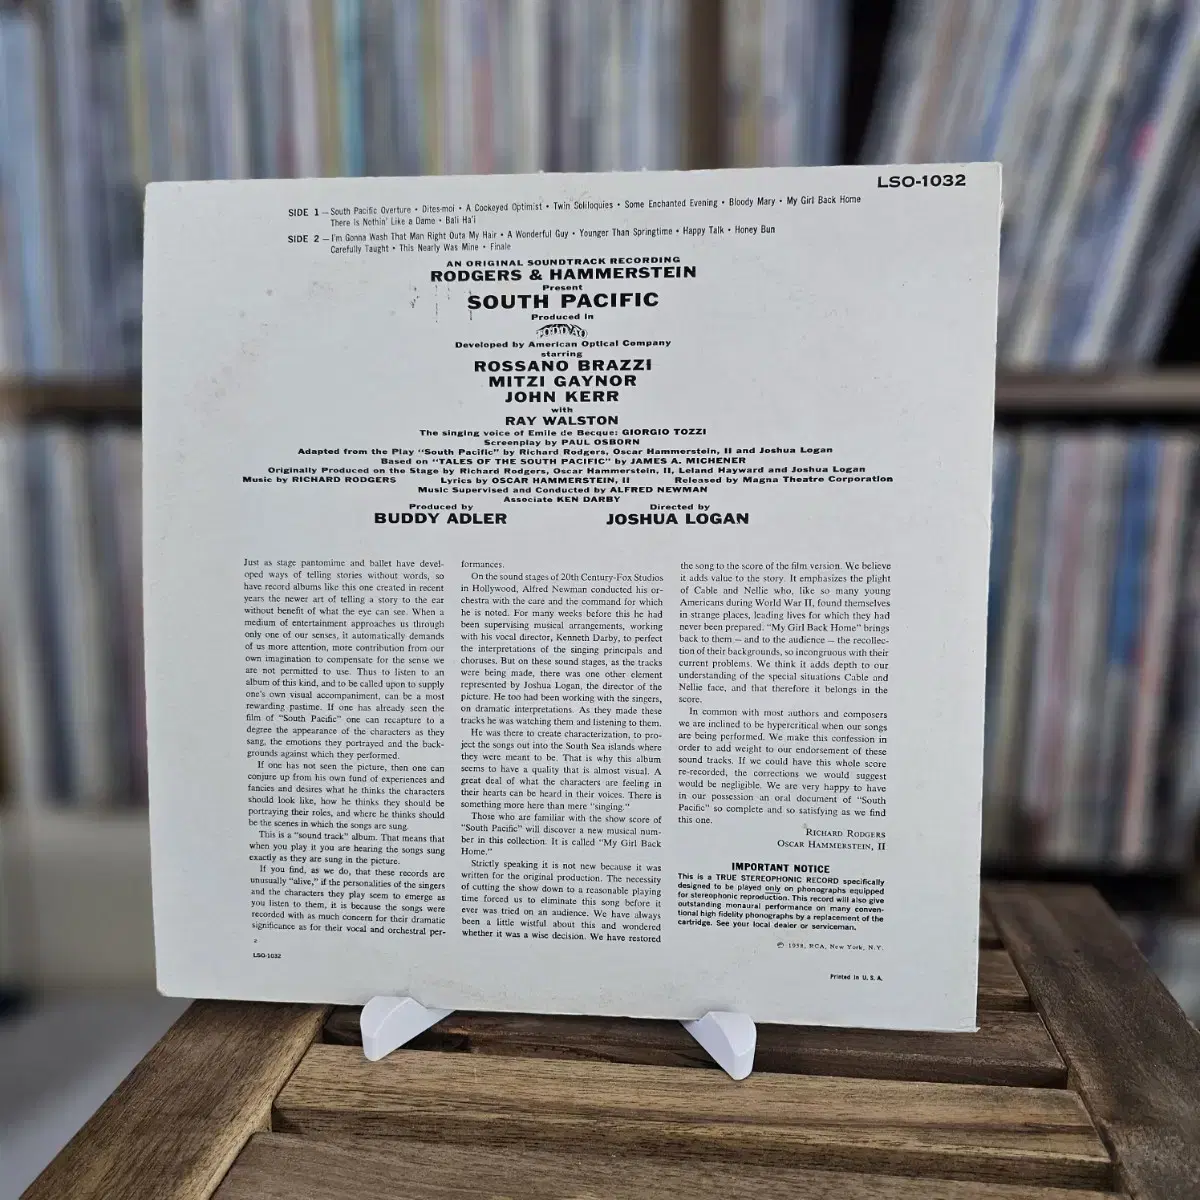 LSO-1032
SIDE 1 — South Pacific Overture • Dites-moi • A Cockeyed Optimist • Twin Soliloquies • Some Enchanted Evening • Bloody Mary • My Girl Back Home
There Is Nothin' Like a Dame • Bali Ha'i
SIDE 2 — I'm Gonna Wash That Man Right Outa My Hair • A Wonderful Guy • Younger Than Springtime • Happy Talk • Honey Bun
Carefully Taught • This Nearly Was Mine • Finale
AN ORIGINAL SOUNDTRACK RECORDING
RODGERS & HAMMERSTEIN
Present
SOUTH PACIFIC
Produced in
TODD-AO
Developed by American Optical Company
starring
ROSSANO BRAZZI
MITZI GAYNOR
JOHN KERR
with
RAY WALSTON
The singing voice of Emile de Becque: GIORGIO TOZZI
Screenplay by PAUL OSBORN
Adapted from the Play "South Pacific" by Richard Rodgers, Oscar Hammerstein, II and Joshua Logan
Based on "TALES OF THE SOUTH PACIFIC" by JAMES A. MICHENER
Originally Produced on the Stage by Richard Rodgers, Oscar Hammerstein, II, Leland Hayward and Joshua Logan
Music by RICHARD RODGERS Lyrics by OSCAR HAMMERSTEIN, II Released by Magna Theatre Corporation
Music Supervised and Conducted by ALFRED NEWMAN
Associate KEN DARBY
Produced by
BUDDY ADLER
Directed by
JOSHUA LOGAN
Just as stage pantomime and ballet have devel-
oped ways of telling stories without words, so
have record albums like this one created in recent
years the newer art of telling a story to the ear
without benefit of what the eye can see. When a
medium of entertainment approaches us through
only one of our senses, it automatically demands
of us more attention, more contribution from our
own imagination to compensate for the sense we
are not permitted to use. Thus to listen to an
album of this kind, and to be called upon to supply
one's own visual accompaniment, can be a most
rewarding pastime. If one has already seen the
film of "South Pacific" one can recapture to a
degree the appearance of the characters as they
sang, the emotions they portrayed and the back-
grounds against which they performed.
If one has not seen the picture, then one can
conjure up from his own fund of experiences and
fancies and desires what he thinks the characters
should look like, how he thinks they should be
portraying their roles, and where he thinks should
be the scenes in which the songs are sung.
This is a "sound track" album. That means that
when you play it you are hearing the songs sung
exactly as they are sung in the picture.
If you find, as we do, that these records are
unusually "alive," if the personalities of the singers
and the characters they play seem to emerge as
you listen to them, it is because the songs were
recorded with as much concern for their dramatic
significance as for their vocal and orchestral per-
2
LSO-1032
formances.
On the sound stages of 20th Century-Fox Studios
in Hollywood, Alfred Newman conducted his or-
chestra with the care and the command for which
he is noted. For many weeks before this he had
been supervising musical arrangements, working
with his vocal director, Kenneth Darby, to perfect
the interpretations of the singing principals and
choruses. But on these sound stages, as the tracks
were being made, there was one other element
represented by Joshua Logan, the director of the
picture. He too had been working with the singers,
on dramatic interpretations. As they made these
tracks he was watching them and listening to them.
He was there to create characterization, to pro-
ject the songs out into the South Sea islands where
they were meant to be. That is why this album
seems to have a quality that is almost visual. A
great deal of what the characters are feeling in
their hearts can be heard in their voices. There is
something more here than mere "singing."
Those who are familiar with the show score of
"South Pacific" will discover a new musical num-
ber in this collection. It is called "My Girl Back
Home."
Strictly speaking it is not new because it was
written for the original production. The necessity
of cutting the show down to a reasonable playing
time forced us to eliminate this song before it
ever was tried on an audience. We have always
been a little wistful about this and wondered
whether it was a wise decision. We have restored
the song to the score of the film version. We believe
it adds value to the story. It emphasizes the plight
of Cable and Nellie who, like so many young
Americans during World War II, found themselves
in strange places, leading lives for which they had
never been prepared. "My Girl Back Home" brings
back to them — and to the audience — the recollec-
tion of their backgrounds, so incongruous with their
current problems. We think it adds depth to our
understanding of the special situations Cable and
Nellie face, and that therefore it belongs in the
score.
In common with most authors and composers
we are inclined to be hypercritical when our songs
are being performed. We make this confession in
order to add weight to our endorsement of these
sound tracks. If we could have this whole score
re-recorded, the corrections we would suggest
would be negligible. We are very happy to have
in our possession an oral document of "South
Pacific" so complete and so satisfying as we find
this one.
RICHARD RODGERS
OSCAR HAMMERSTEIN, II
IMPORTANT NOTICE
This is a TRUE STEREOPHONIC RECORD specifically
designed to be played only on phonographs equipped
for stereophonic reproduction. This record will also give
outstanding monaural performance on many conven-
tional high fidelity phonographs by a replacement of the
cartridge. See your local dealer or serviceman.
© 1958, RCA, New York, N.Y.
Printed in U. S. A.